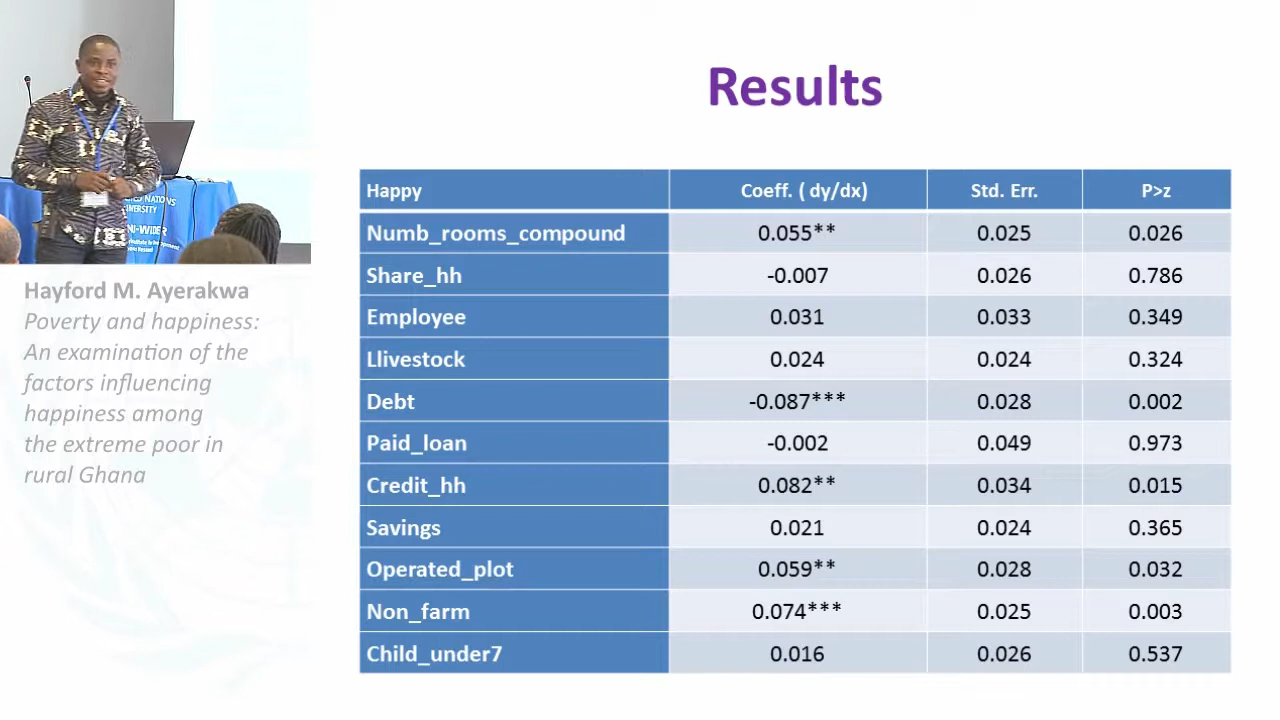 Results
Happy Coeff. ( dy/dx) Std. Err. P>z
Numb_rooms_compound 0.055** 0.025 0.026
Share_hh -0.007 0.026 0.786
Employee 0.031 0.033 0.349
Llivestock 0.024 0.024 0.324
Debt -0.087*** 0.028 0.002
Paid_loan -0.002 0.049 0.973
Credit_hh 0.082** 0.034 0.015
Savings 0.021 0.024 0.365
Operated_plot 0.059** 0.028 0.032
Non_farm 0.074*** 0.025 0.003
Child_under7 0.016 0.026 0.537
NATIONS
Hayford M. Ayerakwa
Poverty and happiness:
An examination of the
factors influencing
happiness among
the extreme poor in
rural Ghana